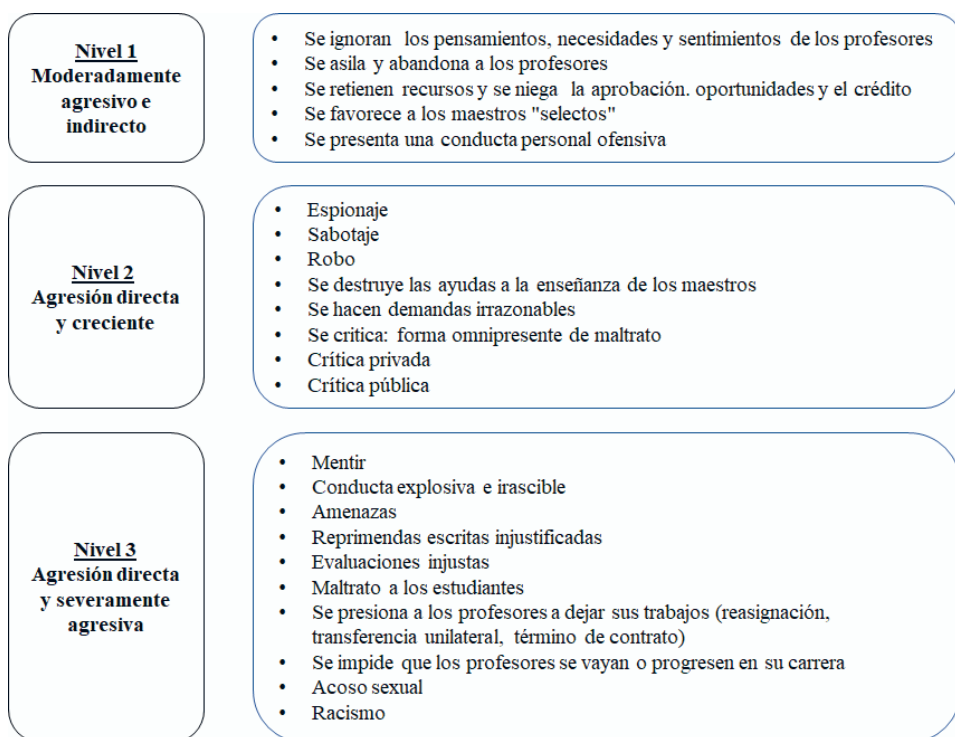 Nivel 1
Moderadamente
agresivo e
indirecto
• Se ignoran los pensamientos, necesidades y sentimientos de los profesores
• Se asila y abandona a los profesores
• Se retienen recursos y se niega la aprobación. oportunidades y el crédito
• Se favorece a los maestros "selectos"
• Se presenta una conducta personal ofensiva
Nivel 2
Agresión directa
y creciente
• Espionaje
• Sabotaje
• Robo
• Se destruye las ayudas a la enseñanza de los maestros
• Se hacen demandas irrazonables
• Se critica: forma omnipresente de maltrato
• Crítica privada
• Crítica pública
Nivel 3
Agresión directa
y severamente
agresiva
• Mentir
• Conducta explosiva e irascible
• Amenazas
• Reprimendas escritas injustificadas
• Evaluaciones injustas
• Maltrato a los estudiantes
• Se presiona a los profesores a dejar sus trabajos (reasignación,
transferencia unilateral, término de contrato)
• Se impide que los profesores se vayan o progresen en su carrera
• Acoso sexual
• Racismo